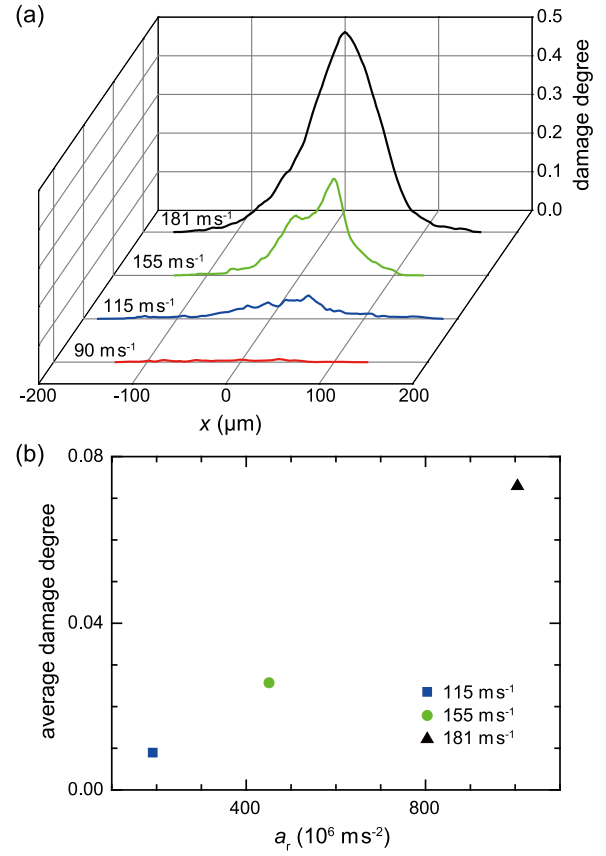 (a)
0.5
0.4
0.3
0.2
0.1
0.0
damage degree
181 ms⁻¹
155 ms⁻¹
115 ms⁻¹
90 ms⁻¹
-200
-100
0
100
200
x (μm)
(b)
0.08
0.04
0.00
average damage degree
115 ms⁻¹
155 ms⁻¹
181 ms⁻¹
400
800
aᵣ (10⁶ ms⁻²)